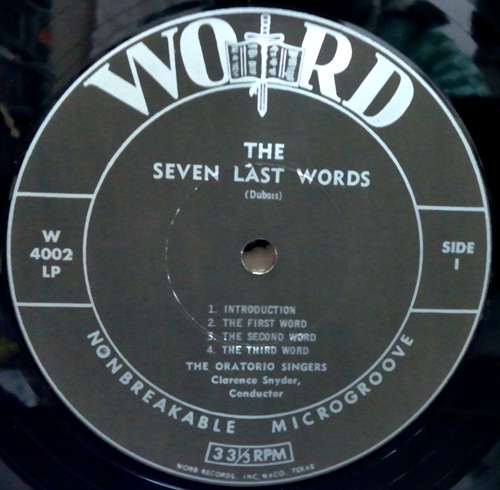 WORD
THE
SEVEN LAST WORDS
(Dubois)
W
4002
LP
SIDE
1
1. INTRODUCTION
2. THE FIRST WORD
3. THE SECOND WORD
4. THE THIRD WORD
THE ORATORIO SINGERS
Clarence Snyder,
Conductor
NONBREAKABLE MICROGROOVE
33⅓ RPM
WORD RECORDS, INC, WACO, TEXAS